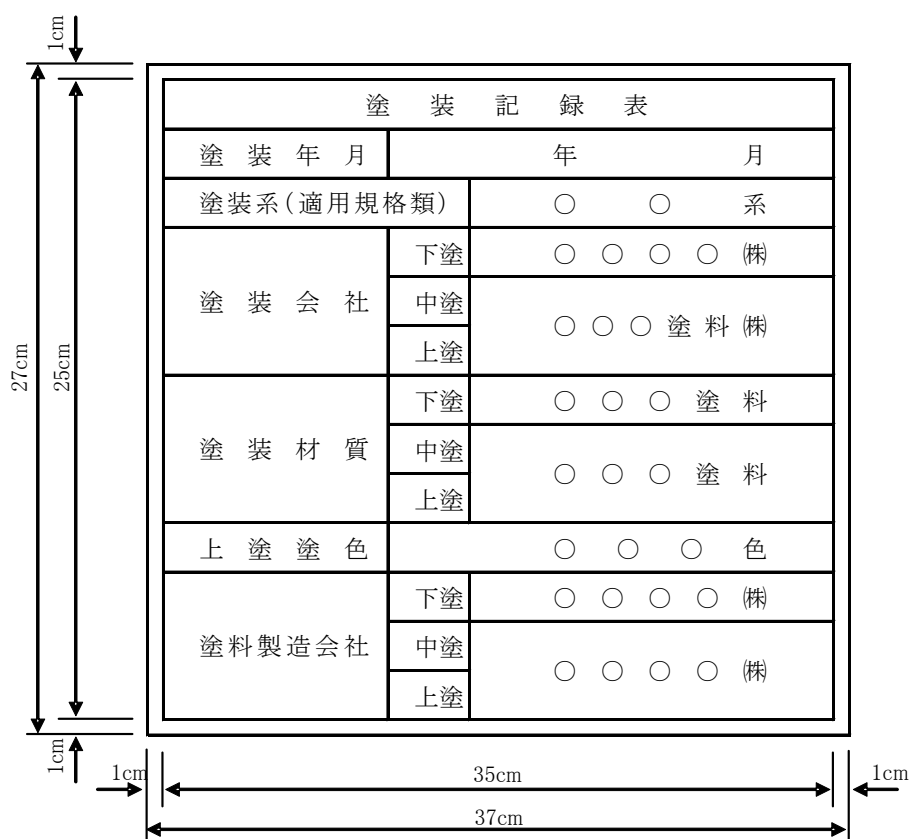 1cm
27cm
25cm
塗装記録表
塗装年月 年 月
塗装系(適用規格類) ○ ○ 系
塗装会社 下塗 ○○○○㈱
中塗 ○○○塗料㈱
上塗
塗装材質 下塗 ○○○塗料
中塗 ○○○塗料
上塗
上塗塗色 ○○○色
塗料製造会社 下塗 ○○○○㈱
中塗 ○○○○㈱
上塗
1cm
1cm 35cm 1cm
37cm